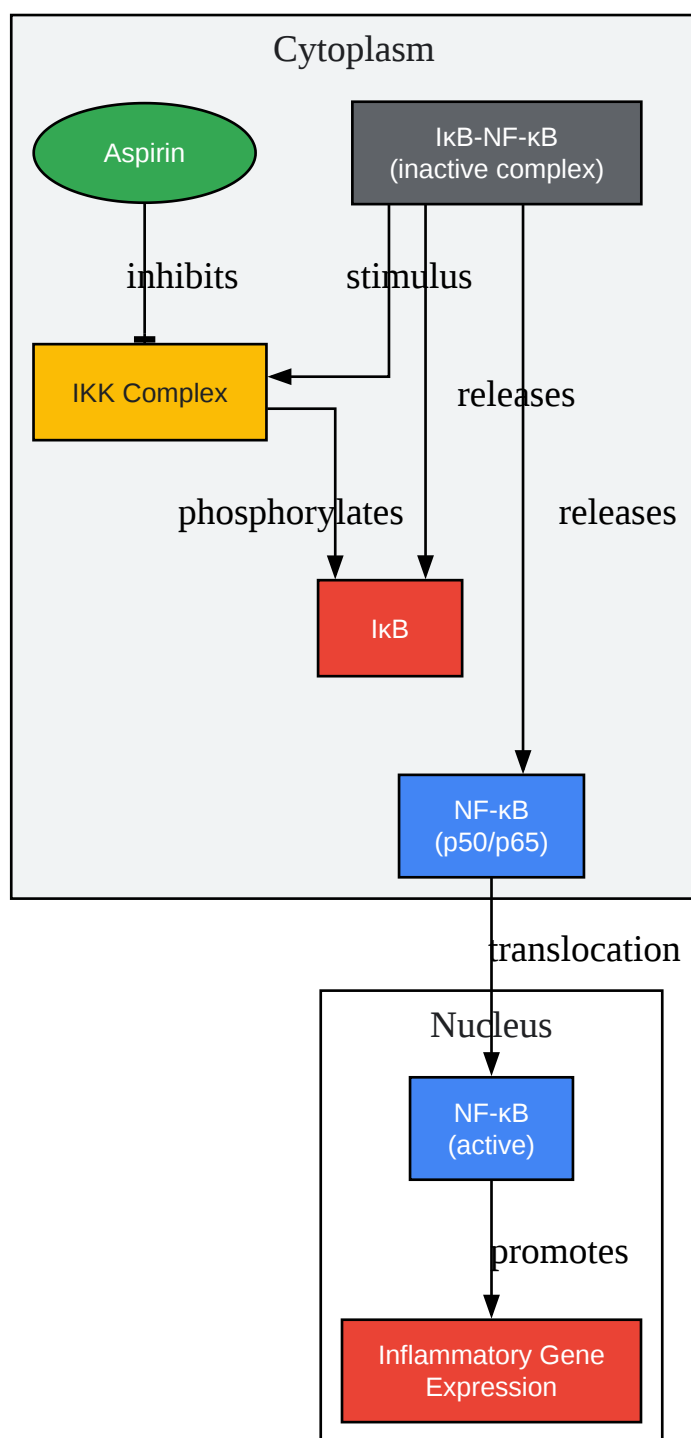 Cytoplasm
Aspirin
IκB-NF-κB
(inactive complex)
inhibits
stimulus
IKK Complex
releases
phosphorylates
releases
IκB
NF-κB
(p50/p65)
translocation
Nucleus
NF-κB
(active)
promotes
Inflammatory Gene
Expression